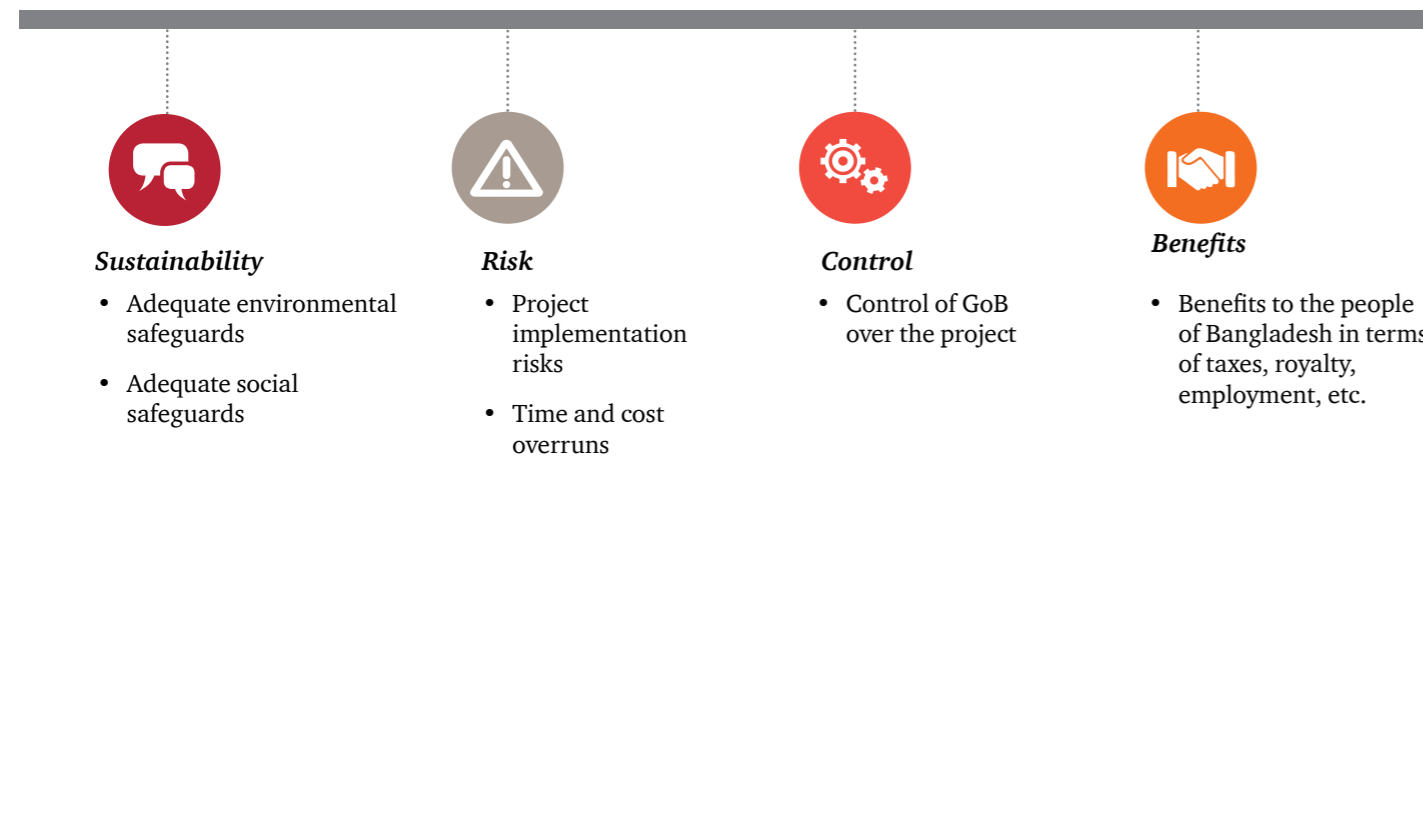 Sustainability
• Adequate environmental
safeguards
• Adequate social
safeguards
Risk
• Project
implementation
risks
• Time and cost
overruns
Control
• Control of GoB
over the project
Benefits
• Benefits to the people
of Bangladesh in terms
of taxes, royalty,
employment, etc.